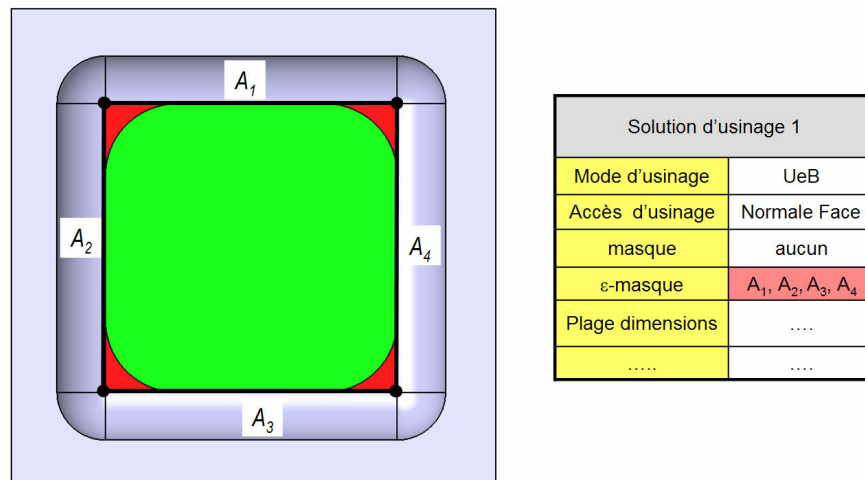 A1
A2
A4
A3
Solution d'usinage 1
Mode d'usinage UeB
Accès d'usinage Normale Face
masque aucun
ε-masque A1, A2, A3, A4
Plage dimensions ....
..... ....